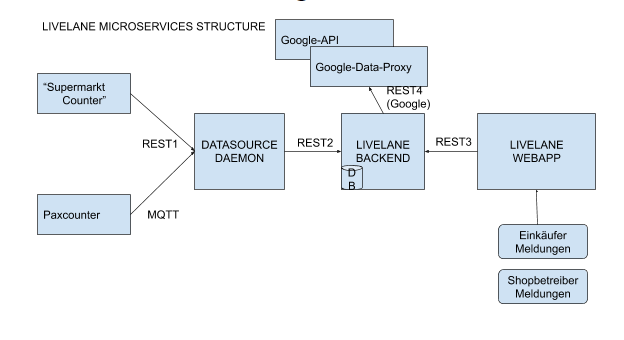 LIVELANE MICROSERVICES STRUCTURE
Google-API
Google-Data-Proxy
REST4
(Google)
"Supermarkt
Counter"
REST1
DATASOURCE
DAEMON
REST2
LIVELANE
BACKEND
D
B
REST3
LIVELANE
WEBAPP
Paxcounter
MQTT
Einkäufer
Meldungen
Shopbetreiber
Meldungen